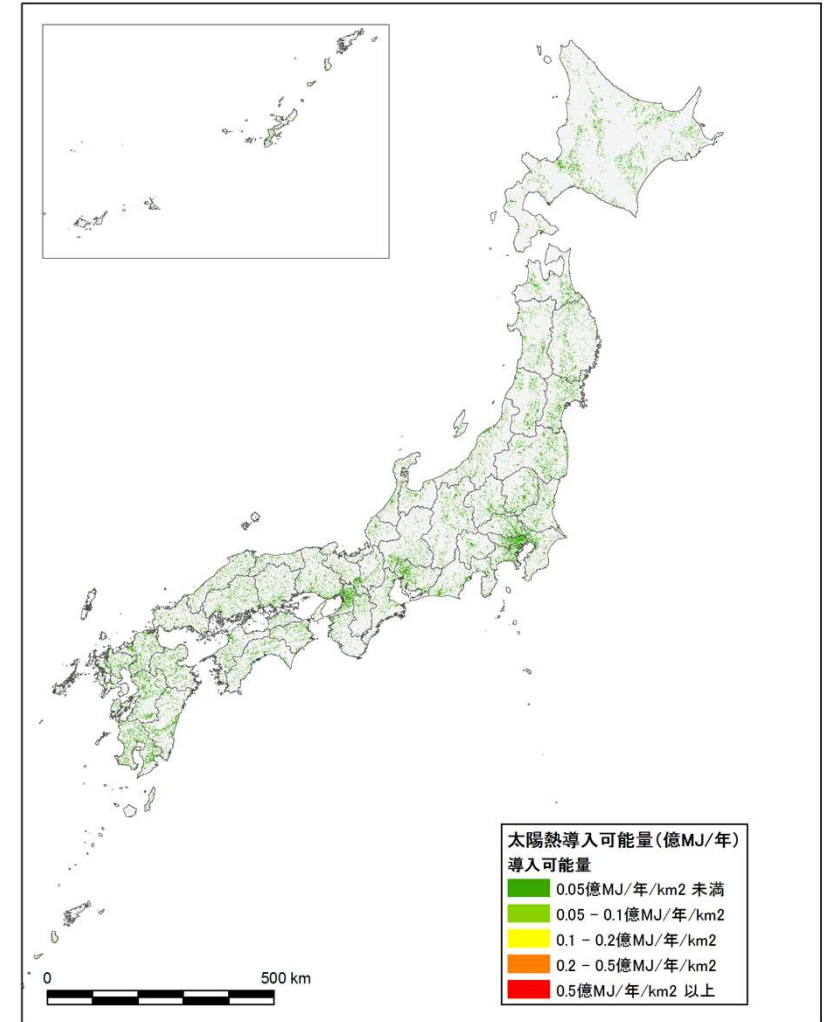 0
500 km
太陽熱導入可能量(億MJ/年)
導入可能量
0.05億MJ/年/km2 未満
0.05 - 0.1億MJ/年/km2
0.1 - 0.2億MJ/年/km2
0.2 - 0.5億MJ/年/km2
0.5億MJ/年/km2 以上